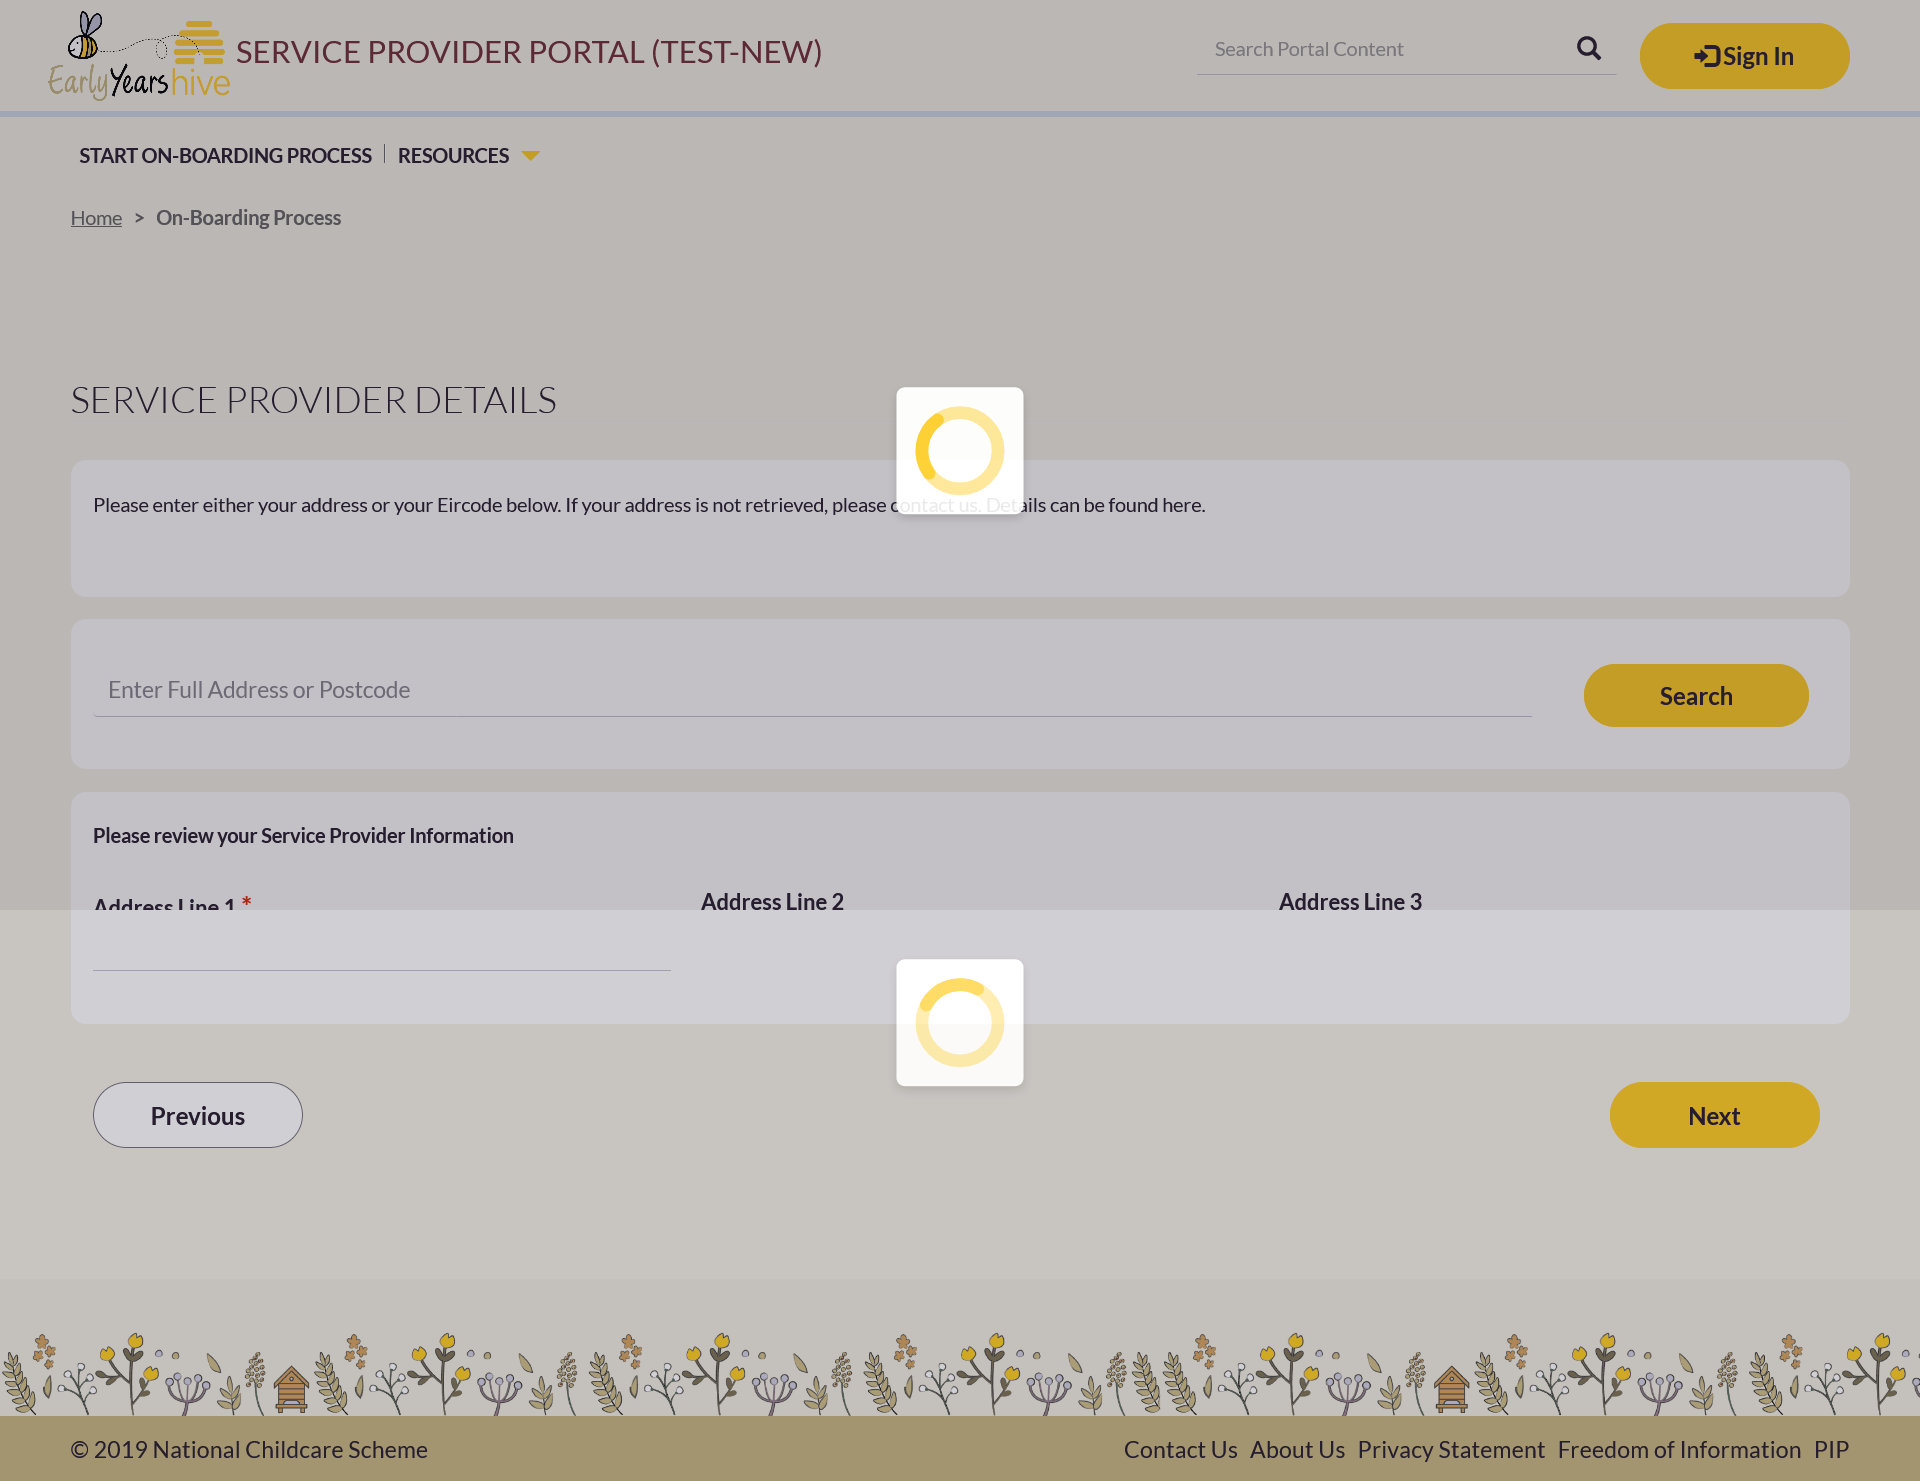 EarlyYearshive
SERVICE PROVIDER PORTAL (TEST-NEW)
Search Portal Content
Sign In
START ON-BOARDING PROCESS
RESOURCES
Home > On-Boarding Process
SERVICE PROVIDER DETAILS
Please enter either your address or your Eircode below. If your address is not retrieved, please contact us. Details can be found here.
Enter Full Address or Postcode
Search
Please review your Service Provider Information
Address Line 1 *
Address Line 2
Address Line 3
Previous
Next
© 2019 National Childcare Scheme
Contact Us About Us Privacy Statement Freedom of Information PIP